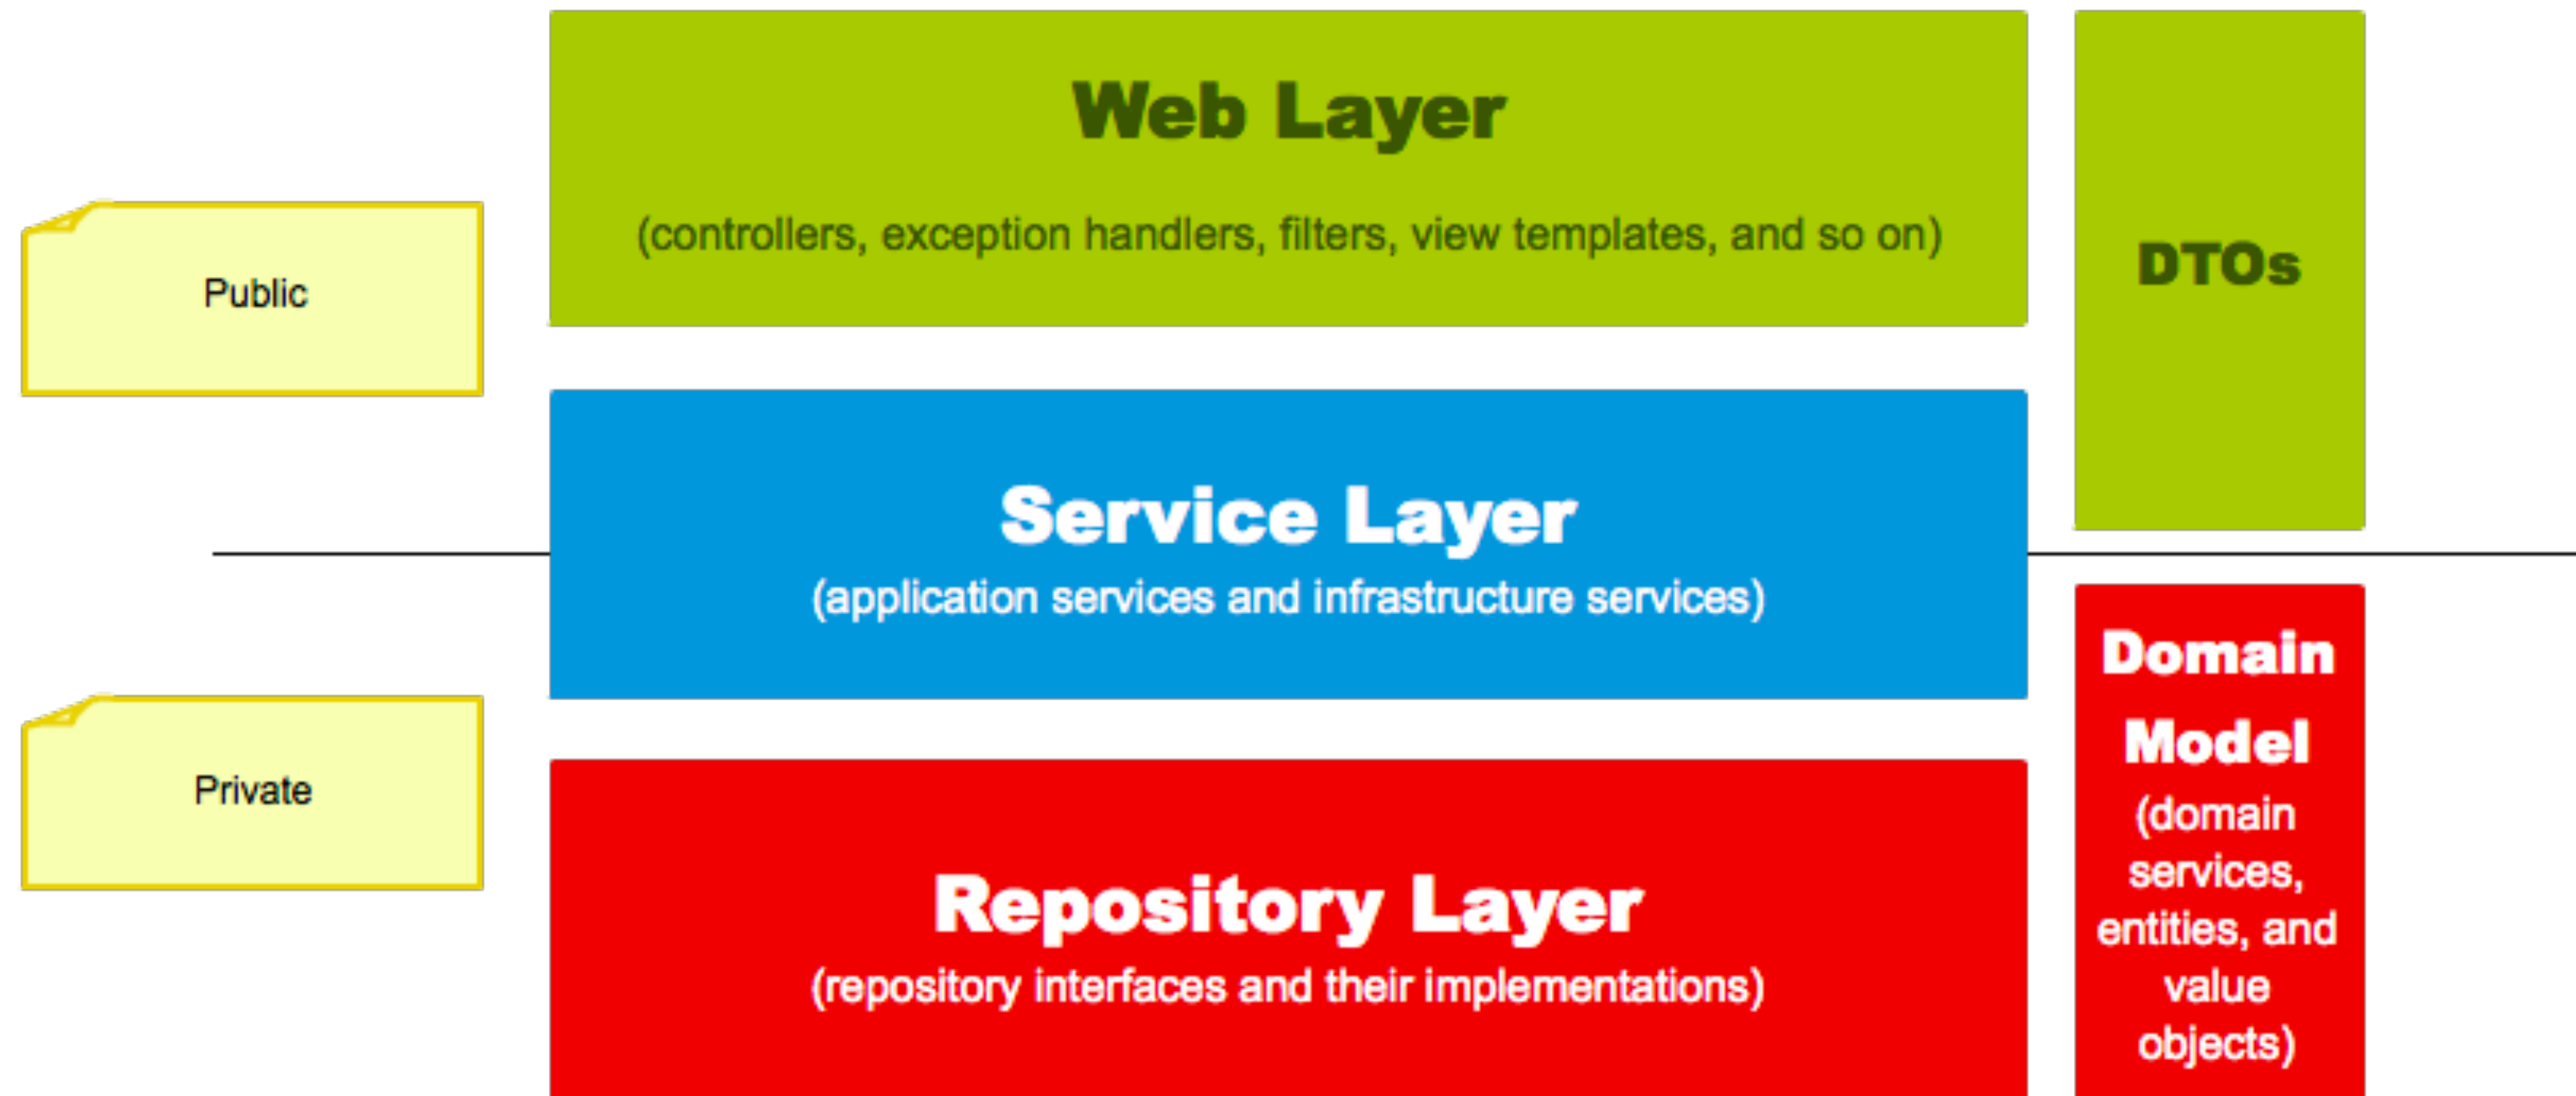 Web Layer
(controllers, exception handlers, filters, view templates, and so on)
DTOs
Public
Service Layer
(application services and infrastructure services)
Private
Repository Layer
(repository interfaces and their implementations)
Domain
Model
(domain
services,
entities, and
value
objects)